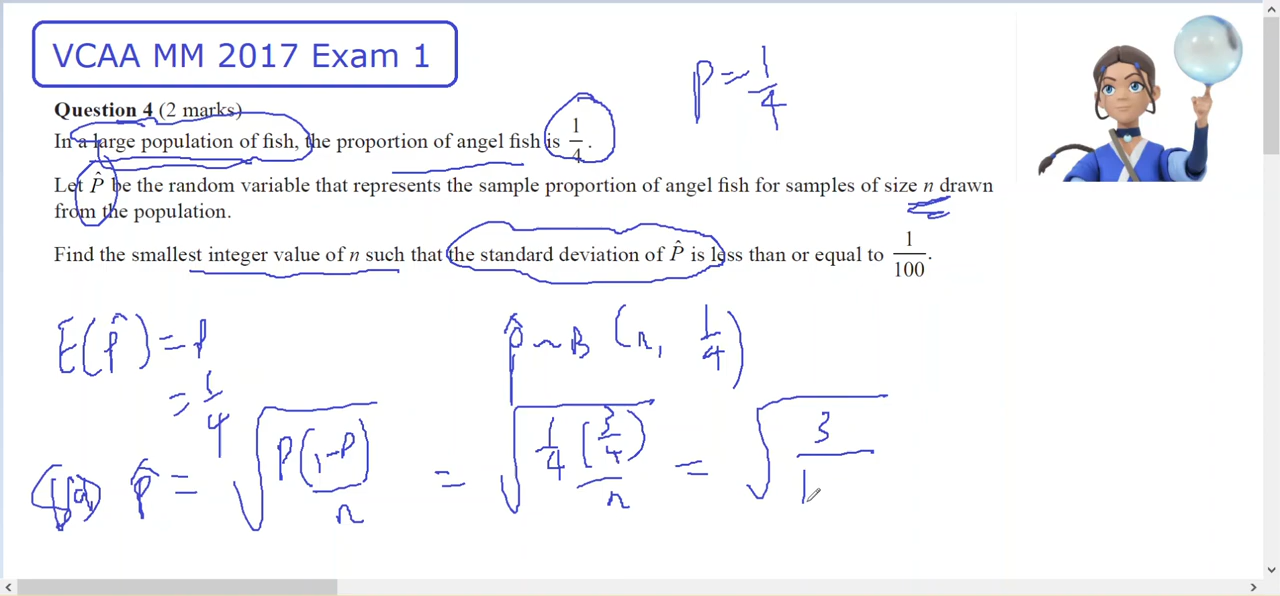 VCAA MM 2017 Exam 1
p = 1/4
Question 4 (2 marks)
In a large population of fish, the proportion of angel fish is 1/4.
Let P̂ be the random variable that represents the sample proportion of angel fish for samples of size n drawn
from the population.
Find the smallest integer value of n such that the standard deviation of P̂ is less than or equal to 1/100.
E(p̂) = p
= 1/4
p̂ ~ B (n, 1/4)
p̂ = √(p(1-p)/n) = √(1/4 (3/4)/n) = √(3/1